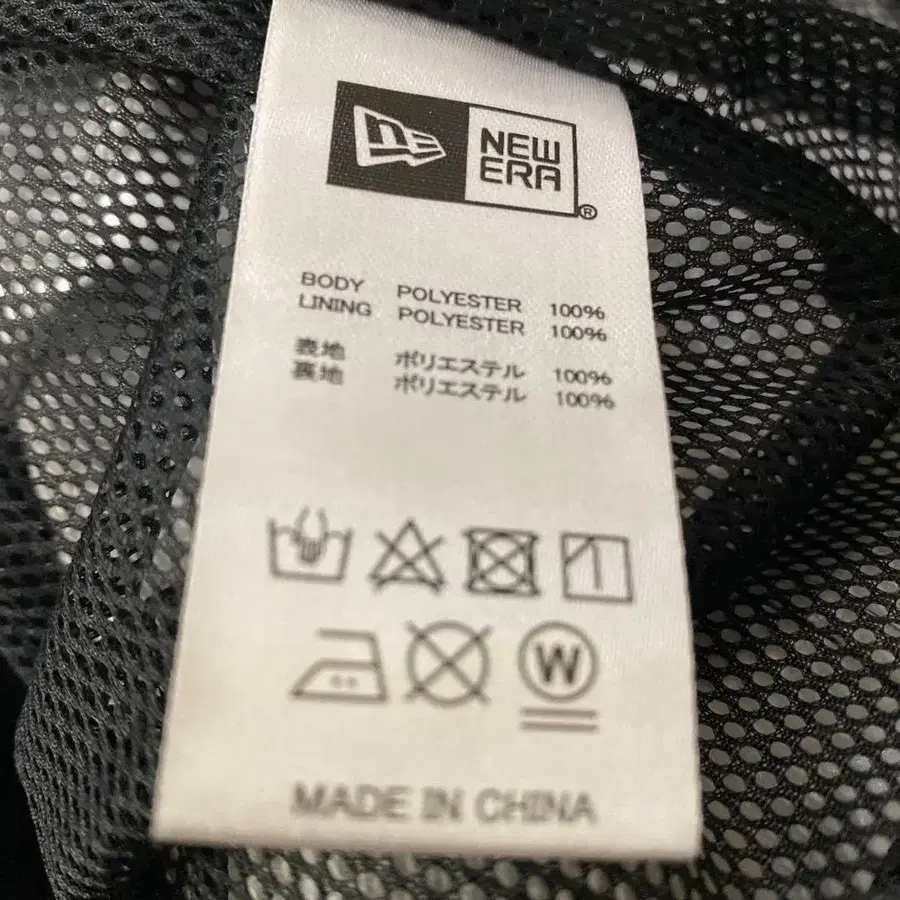 NEW
ERA
®
BODY POLYESTER 100%
LINING POLYESTER 100%
表地 ポリエステル 100%
裏地 ポリエステル 100%
W
MADE IN CHINA